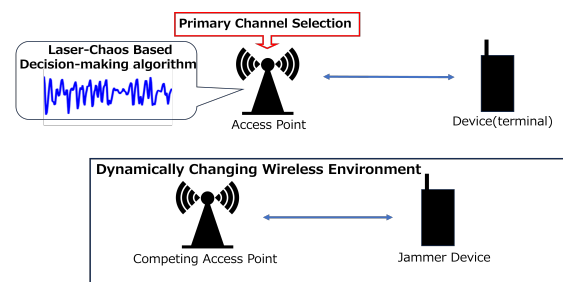 Primary Channel Selection
Laser-Chaos Based
Decision-making algorithm
Access Point
Device(terminal)
Dynamically Changing Wireless Environment
Competing Access Point
Jammer Device